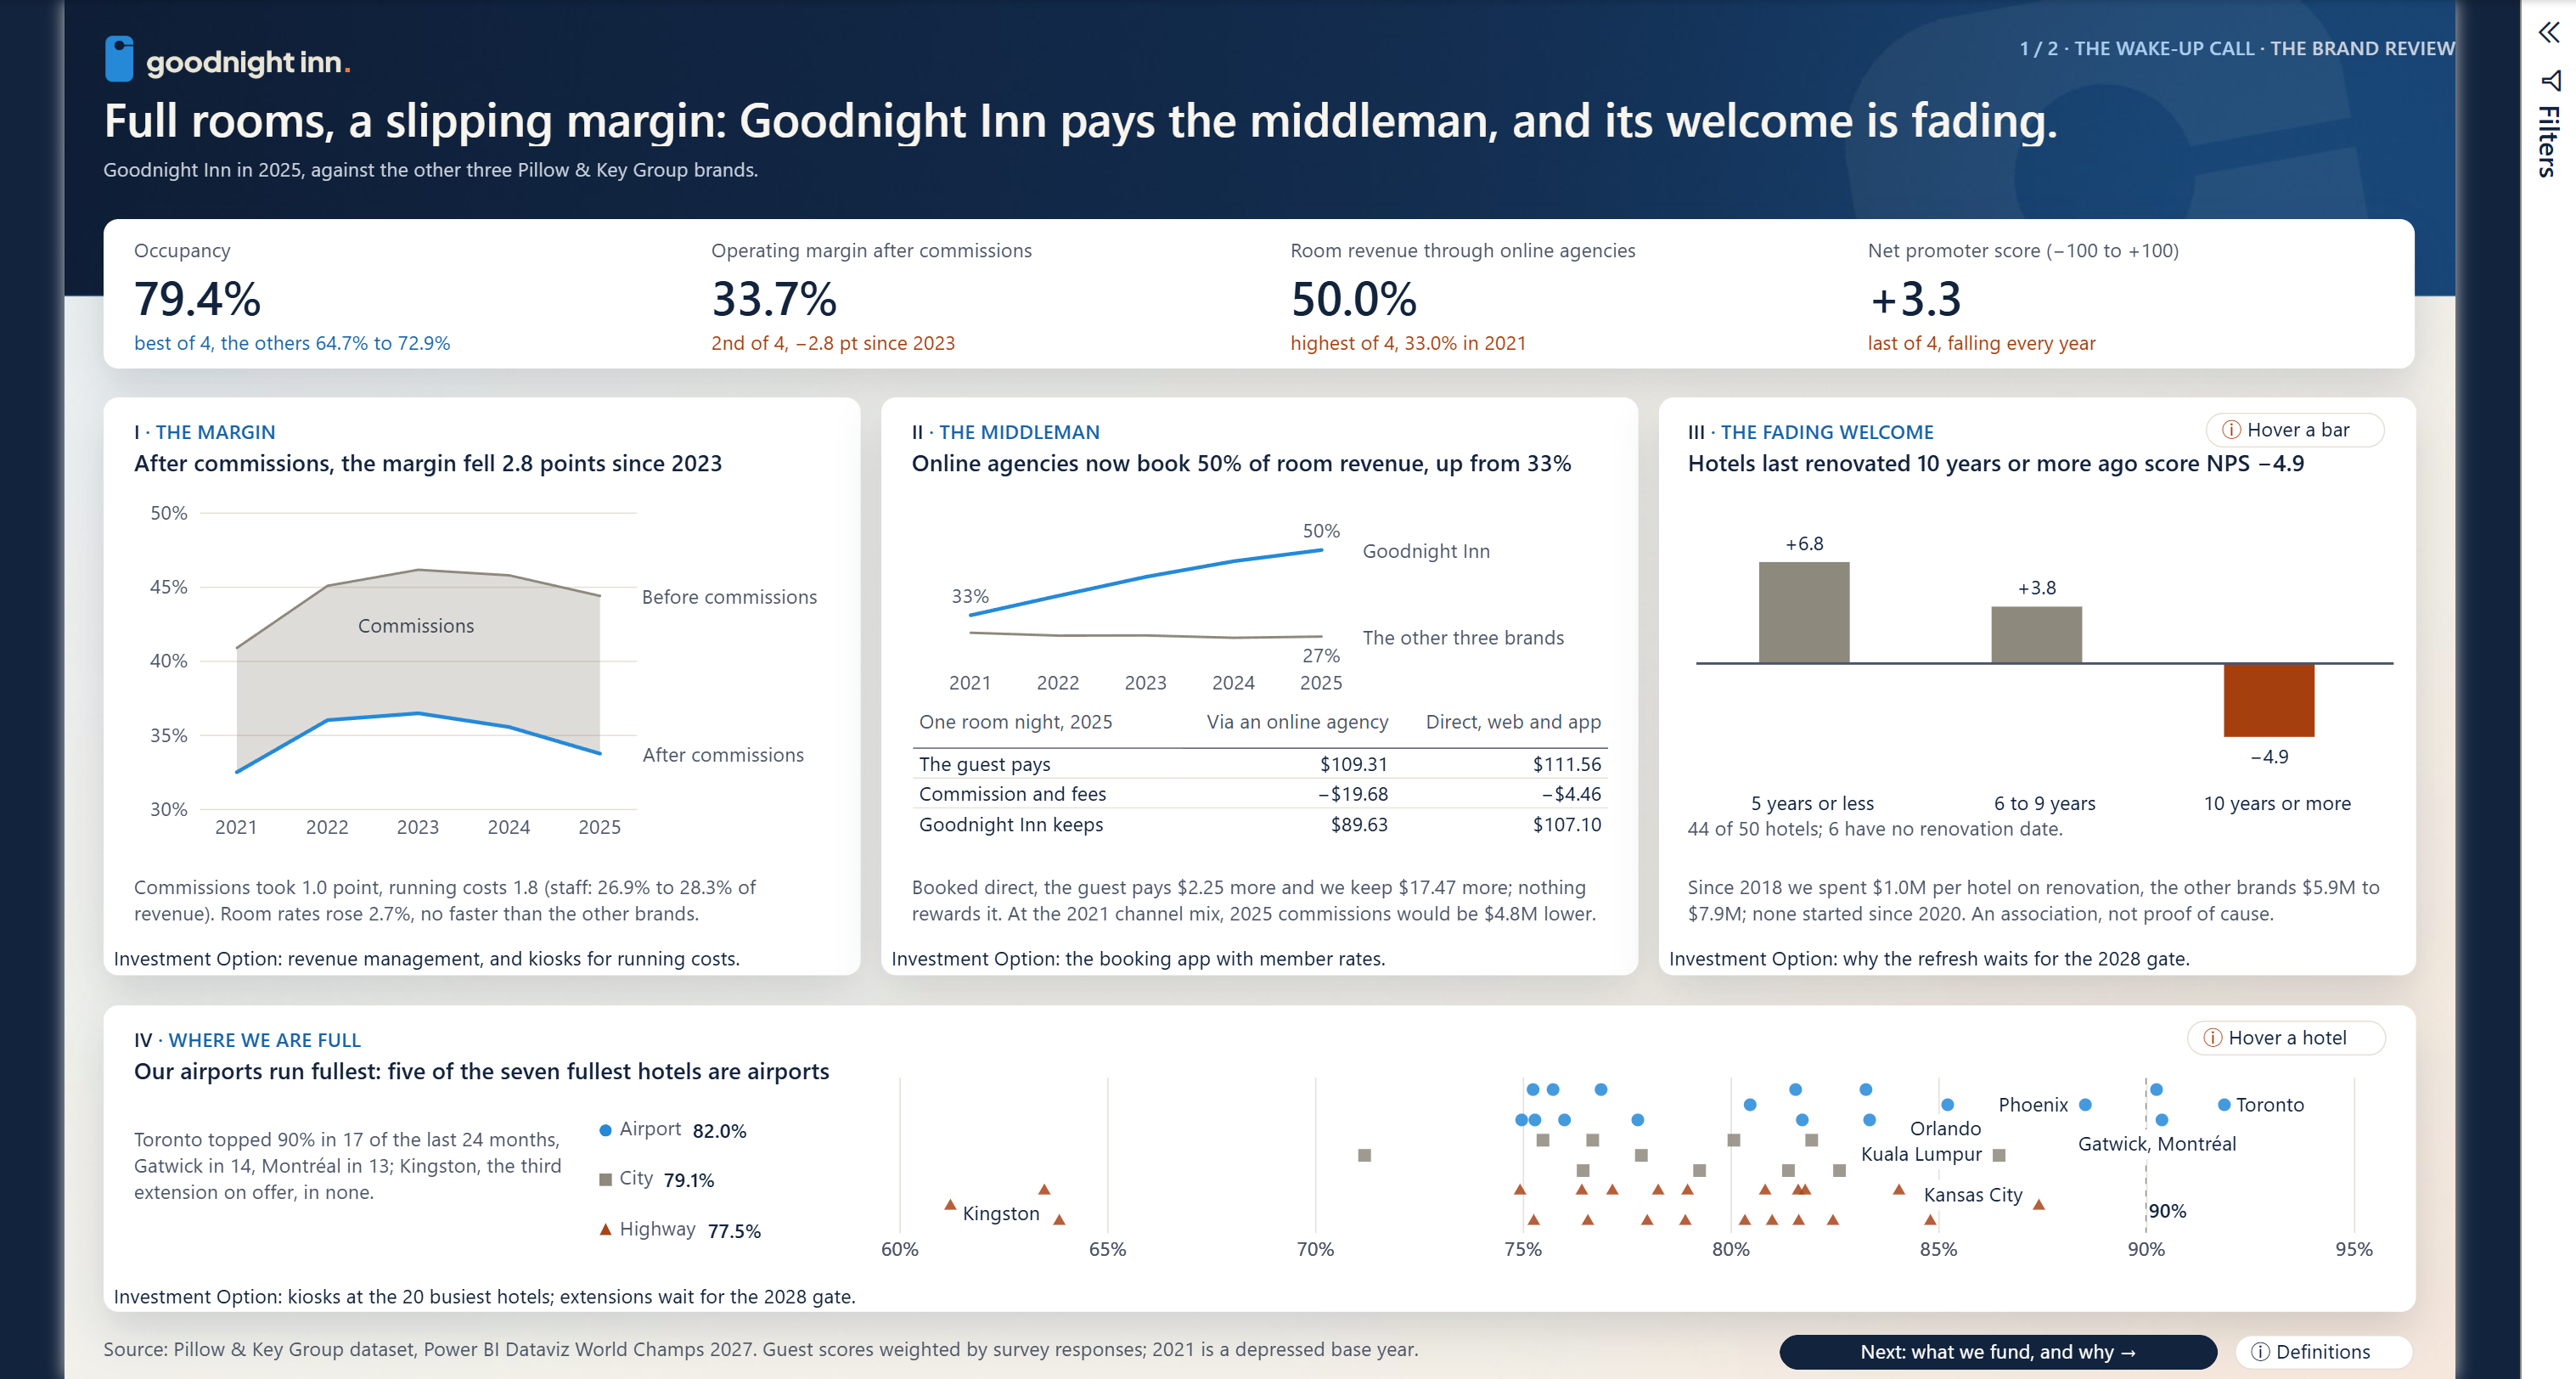 goodnight inn.
1 / 2 · THE WAKE-UP CALL · THE BRAND REVIEW
Full rooms, a slipping margin: Goodnight Inn pays the middleman, and its welcome is fading.
Goodnight Inn in 2025, against the other three Pillow & Key Group brands.
Filters
Occupancy
79.4%
best of 4, the others 64.7% to 72.9%
Operating margin after commissions
33.7%
2nd of 4, −2.8 pt since 2023
Room revenue through online agencies
50.0%
highest of 4, 33.0% in 2021
Net promoter score (−100 to +100)
+3.3
last of 4, falling every year
I · THE MARGIN
After commissions, the margin fell 2.8 points since 2023
50%
45%
40%
35%
30%
Before commissions
Commissions
After commissions
2021 2022 2023 2024 2025
Commissions took 1.0 point, running costs 1.8 (staff: 26.9% to 28.3% of
revenue). Room rates rose 2.7%, no faster than the other brands.
Investment Option: revenue management, and kiosks for running costs.
II · THE MIDDLEMAN
Online agencies now book 50% of room revenue, up from 33%
50%
Goodnight Inn
33%
The other three brands
27%
2021 2022 2023 2024 2025
One room night, 2025 Via an online agency Direct, web and app
The guest pays $109.31 $111.56
Commission and fees −$19.68 −$4.46
Goodnight Inn keeps $89.63 $107.10
Booked direct, the guest pays $2.25 more and we keep $17.47 more; nothing
rewards it. At the 2021 channel mix, 2025 commissions would be $4.8M lower.
Investment Option: the booking app with member rates.
III · THE FADING WELCOME
Hover a bar
Hotels last renovated 10 years or more ago score NPS −4.9
+6.8
+3.8
−4.9
5 years or less 6 to 9 years 10 years or more
44 of 50 hotels; 6 have no renovation date.
Since 2018 we spent $1.0M per hotel on renovation, the other brands $5.9M to
$7.9M; none started since 2020. An association, not proof of cause.
Investment Option: why the refresh waits for the 2028 gate.
IV · WHERE WE ARE FULL
Hover a hotel
Our airports run fullest: five of the seven fullest hotels are airports
Toronto topped 90% in 17 of the last 24 months,
Gatwick in 14, Montréal in 13; Kingston, the third
extension on offer, in none.
Airport 82.0%
City 79.1%
Highway 77.5%
Phoenix
Toronto
Orlando
Gatwick, Montréal
Kuala Lumpur
Kansas City
Kingston
90%
60% 65% 70% 75% 80% 85% 90% 95%
Investment Option: kiosks at the 20 busiest hotels; extensions wait for the 2028 gate.
Source: Pillow & Key Group dataset, Power BI Dataviz World Champs 2027. Guest scores weighted by survey responses; 2021 is a depressed base year.
Next: what we fund, and why →
Definitions